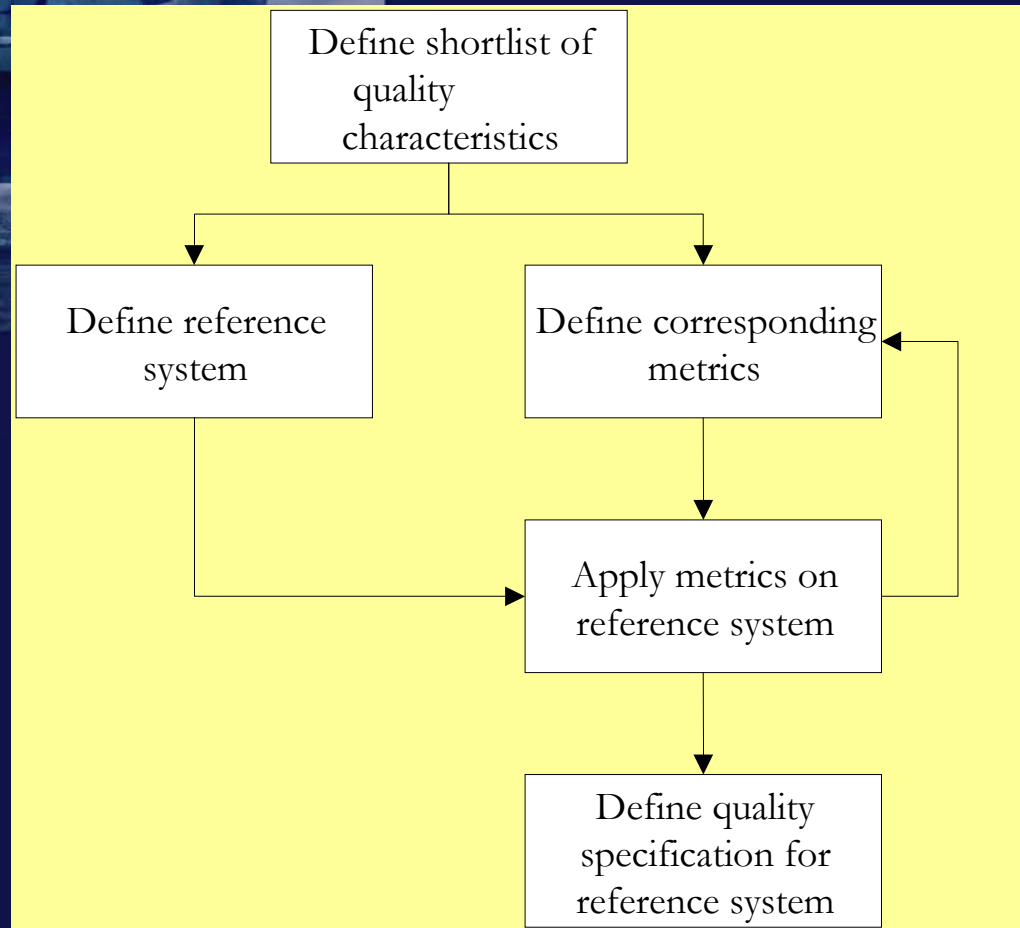 Define shortlist of
quality
characteristics
Define reference
system
Define corresponding
metrics
Apply metrics on
reference system
Define quality
specification for
reference system